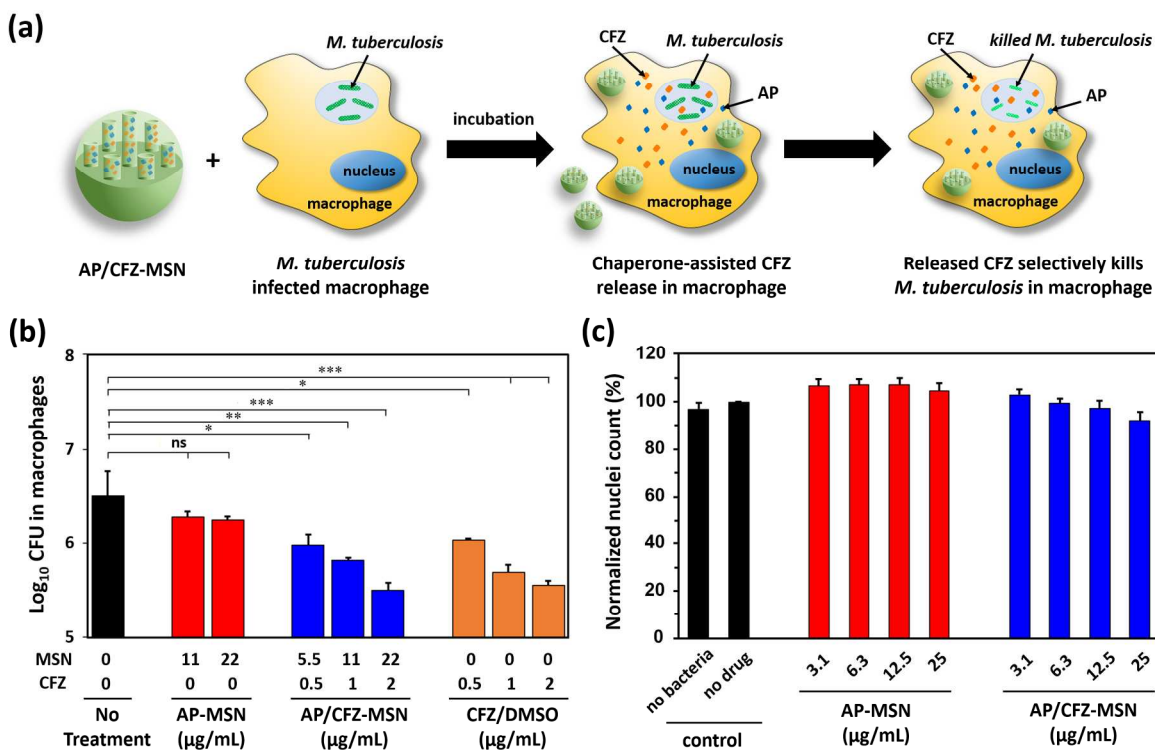 (a)
M. tuberculosis
CFZ
M. tuberculosis
CFZ
killed M. tuberculosis
AP
AP
incubation
+
nucleus
macrophage
nucleus
macrophage
nucleus
macrophage
AP/CFZ-MSN
M. tuberculosis
infected macrophage
Chaperone-assisted CFZ
release in macrophage
Released CFZ selectively kills
M. tuberculosis in macrophage
(b)
Log10 CFU in macrophages
8
7
6
5
***
*
***
**
*
ns
MSN 0 11 22 5.5 11 22 0 0 0
CFZ 0 0 0 0.5 1 2 0.5 1 2
No
Treatment
AP-MSN
(µg/mL)
AP/CFZ-MSN
(µg/mL)
CFZ/DMSO
(µg/mL)
(c)
Normalized nuclei count (%)
120
100
80
60
40
20
0
no bacteria
no drug
3.1
6.3
12.5
25
3.1
6.3
12.5
25
control
AP-MSN
(µg/mL)
AP/CFZ-MSN
(µg/mL)